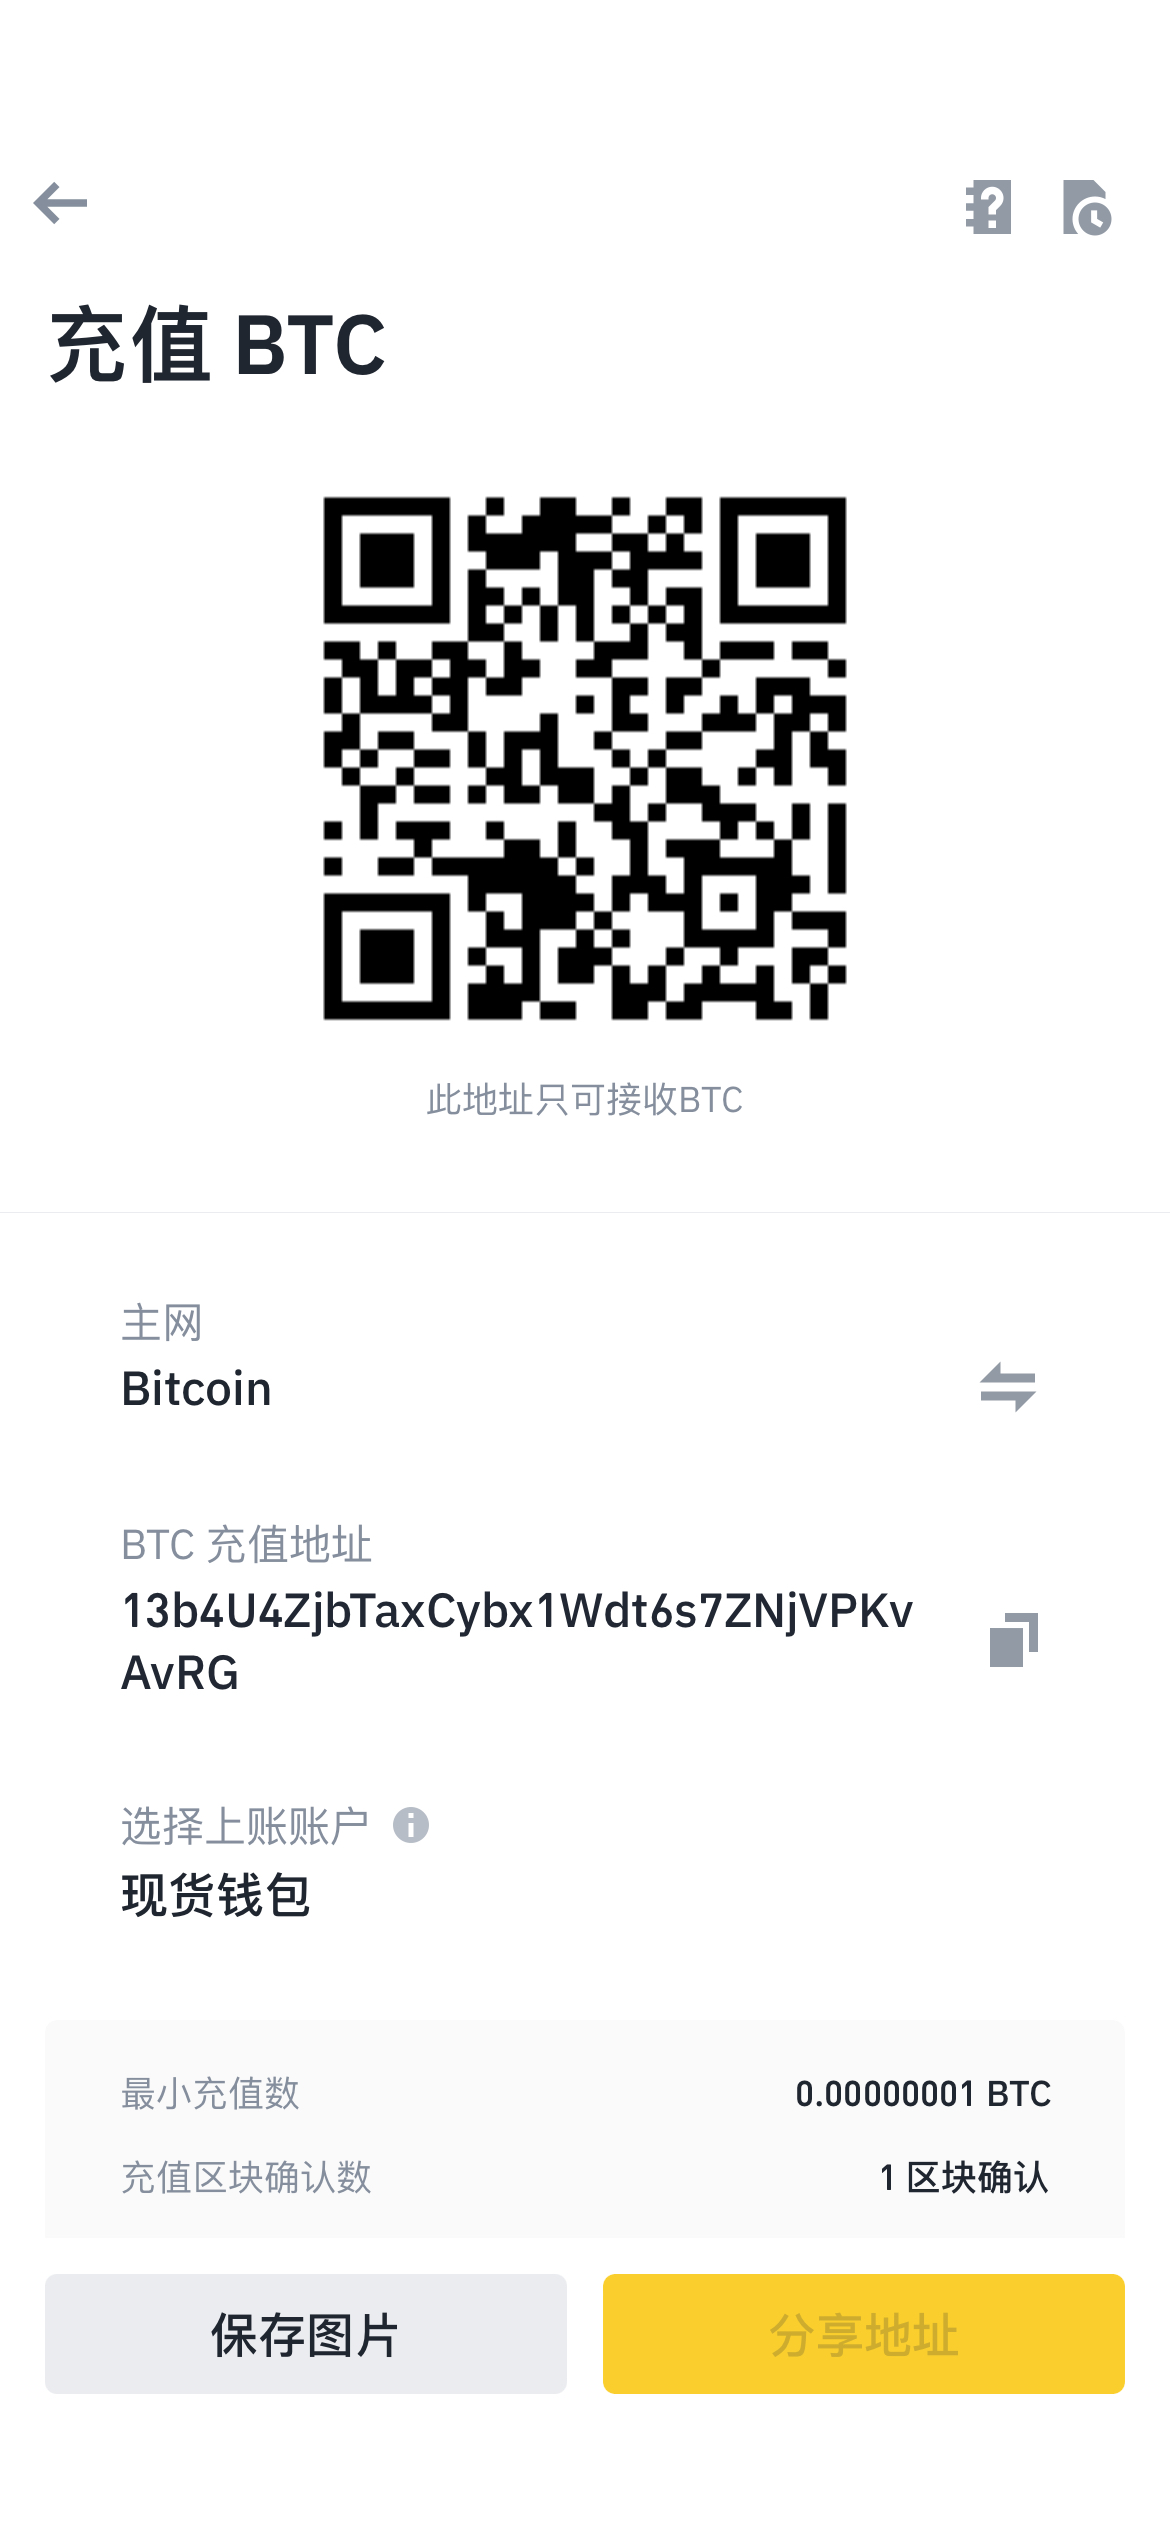 充值 BTC
此地址只可接收BTC
主网
Bitcoin
BTC 充值地址
13b4U4ZjbTaxCybx1Wdt6s7ZNjVPKv
AvRG
选择上账账户
现货钱包
最小充值数 0.00000001 BTC
充值区块确认数 1 区块确认
保存图片 分享地址